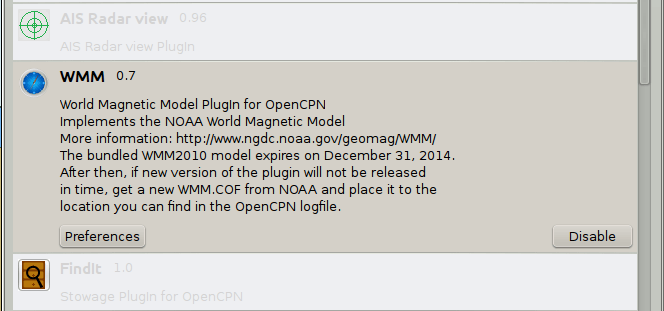 AIS Radar view 0.96
AIS Radar view PlugIn
WMM 0.7
World Magnetic Model PlugIn for OpenCPN
Implements the NOAA World Magnetic Model
More information: http://www.ngdc.noaa.gov/geomag/WMM/
The bundled WMM2010 model expires on December 31, 2014.
After then, if new version of the plugin will not be released
in time, get a new WMM.COF from NOAA and place it to the
location you can find in the OpenCPN logfile.
Preferences Disable
FindIt 1.0
Stowage PlugIn for OpenCPN